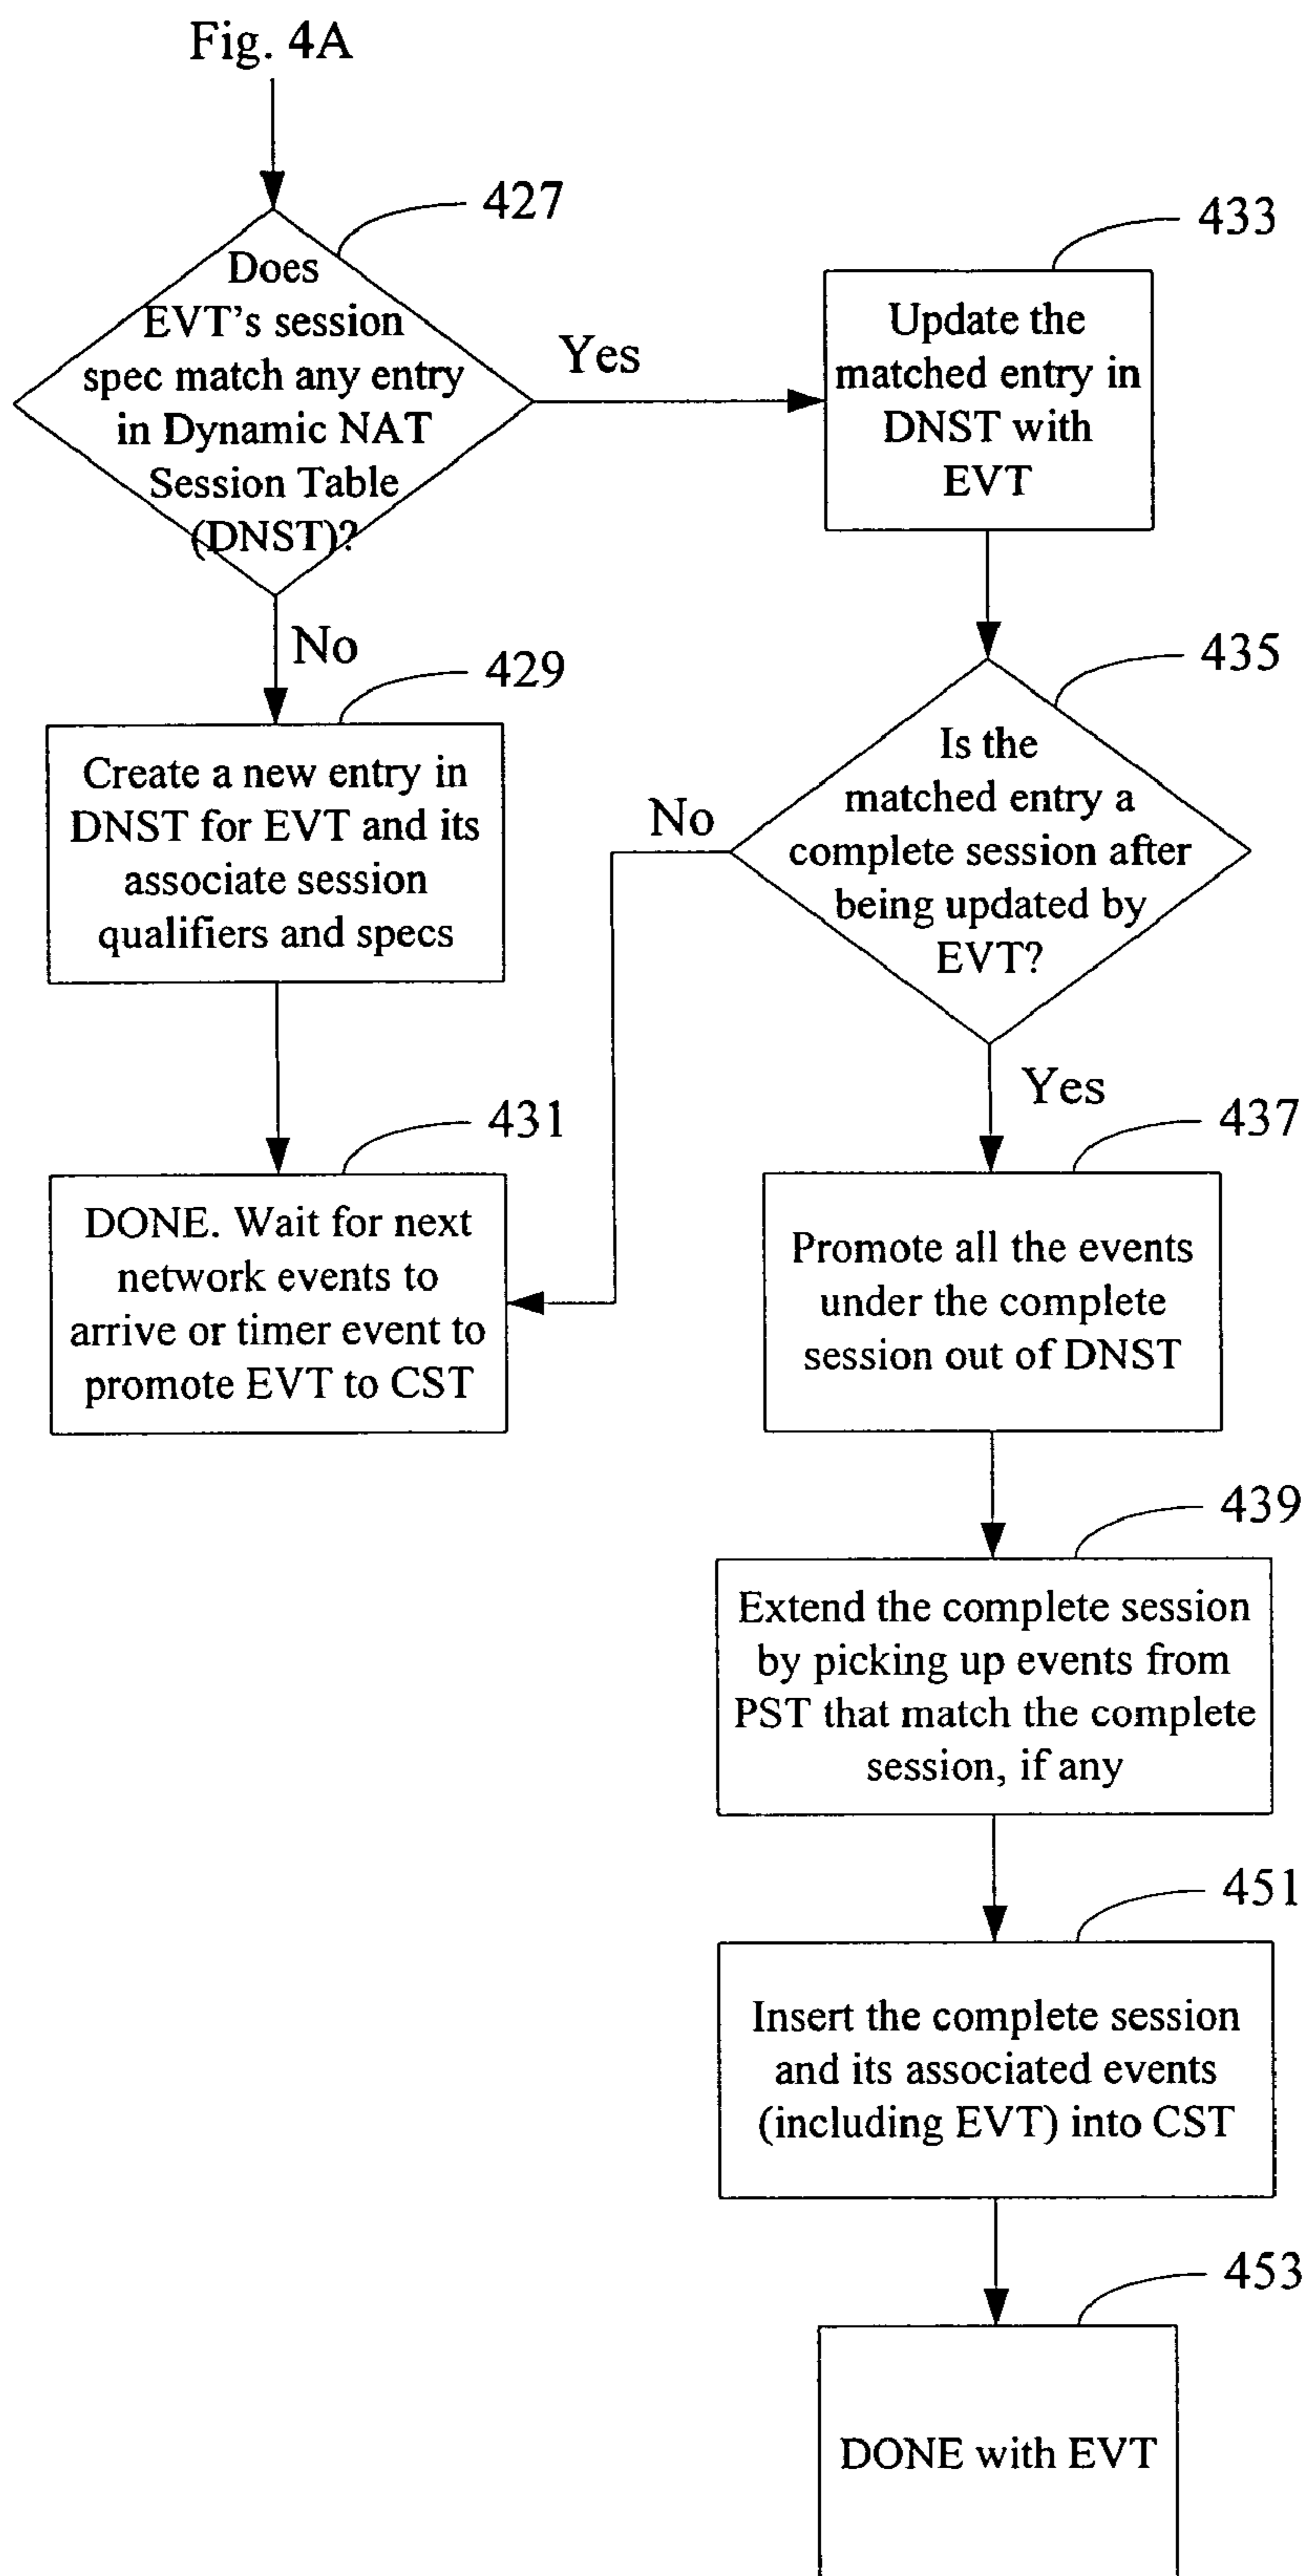 Fig. 4A
427
Does
EVT's session
spec match any entry
in Dynamic NAT
Session Table
(DNST)?
Yes
No
433
Update the
matched entry in
DNST with
EVT
429
Create a new entry in
DNST for EVT and its
associate session
qualifiers and specs
435
Is the
matched entry a
complete session after
being updated by
EVT?
No
Yes
431
DONE. Wait for next
network events to
arrive or timer event to
promote EVT to CST
437
Promote all the events
under the complete
session out of DNST
439
Extend the complete session
by picking up events from
PST that match the complete
session, if any
451
Insert the complete session
and its associated events
(including EVT) into CST
453
DONE with EVT